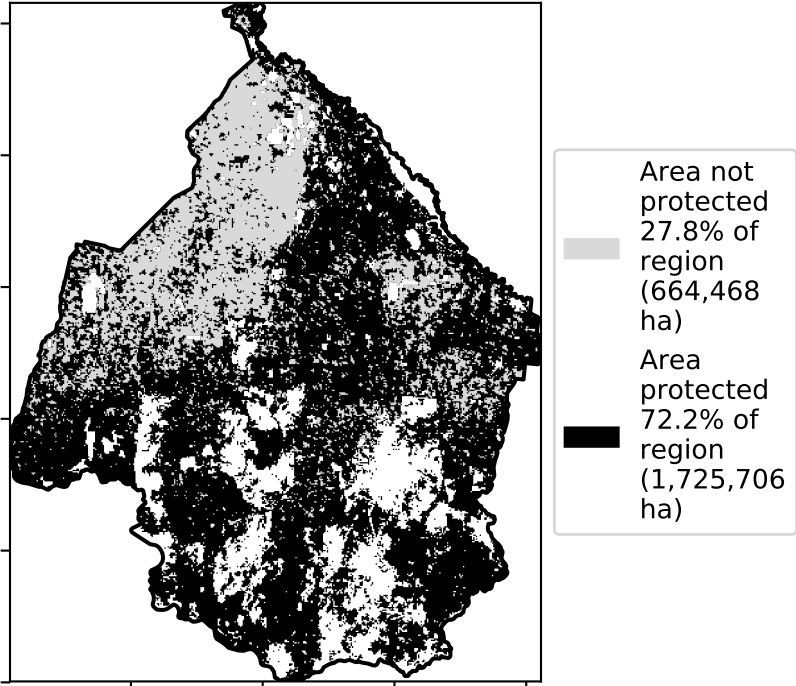 Area not
protected
27.8% of
region
(664,468
ha)
Area
protected
72.2% of
region
(1,725,706
ha)